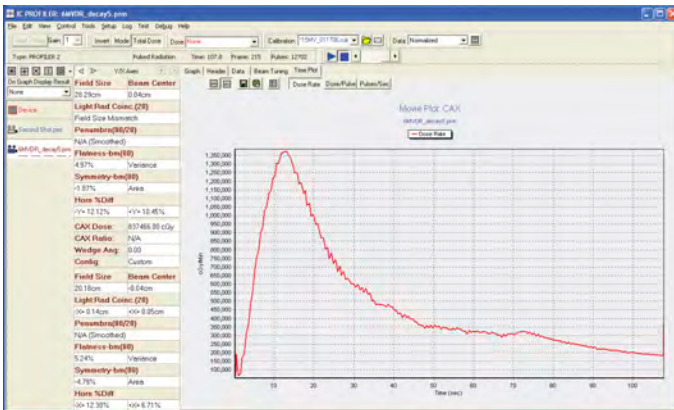 IC PROFILER: 6MVDR_decay5.prm
File Edit View Control Tools Setup Log Test Debug Help
Gain 1 Invert Mode Total Dose Dose None Calibration Data Normalized
Type: PROFILER 2 Pulsed Radiation Time: 107.0 Frame: 215 Pulses: 12702
Y/X Axes
Graph Header Data Beam Tuning Time Plot
On Graph Display Result
None
Dose Rate Dose/Pulse Pulses/Sec
Device
Second Shot.prm
6MVDR_decay5.prm
Field Size Beam Center
20.29cm 0.04cm
Light:Rad Coinc.(20)
Field Size Mismatch
Penumbra(80/20)
N/A (Smoothed)
Flatness-bm(80)
4.97% Variance
Symmetry-bm(80)
-1.87% Area
Horn %Diff
-Y= 12.12% +Y= 10.45%
CAX Dose: 837466.80 cGy
CAX Ratio: N/A
Wedge Ang: 0.00
Config: Custom
Field Size Beam Center
20.18cm -0.04cm
Light:Rad Coinc.(20)
-X= 0.14cm +X= 0.05cm
Penumbra(80/20)
N/A (Smoothed)
Flatness-bm(80)
5.24% Variance
Symmetry-bm(80)
-4.78% Area
Horn %Diff
-X= 12.30% +X= 6.71%
Movie Plot: CAX
6MVDR_decay5.prm
Dose Rate
1,350,000
1,300,000
1,250,000
1,200,000
1,150,000
1,100,000
1,050,000
1,000,000
950,000
900,000
850,000
800,000
750,000
700,000
650,000
600,000
550,000
500,000
450,000
400,000
350,000
300,000
250,000
200,000
150,000
100,000
cGy/Min
10 20 30 40 50 60 70 80 90 100
Time (sec)